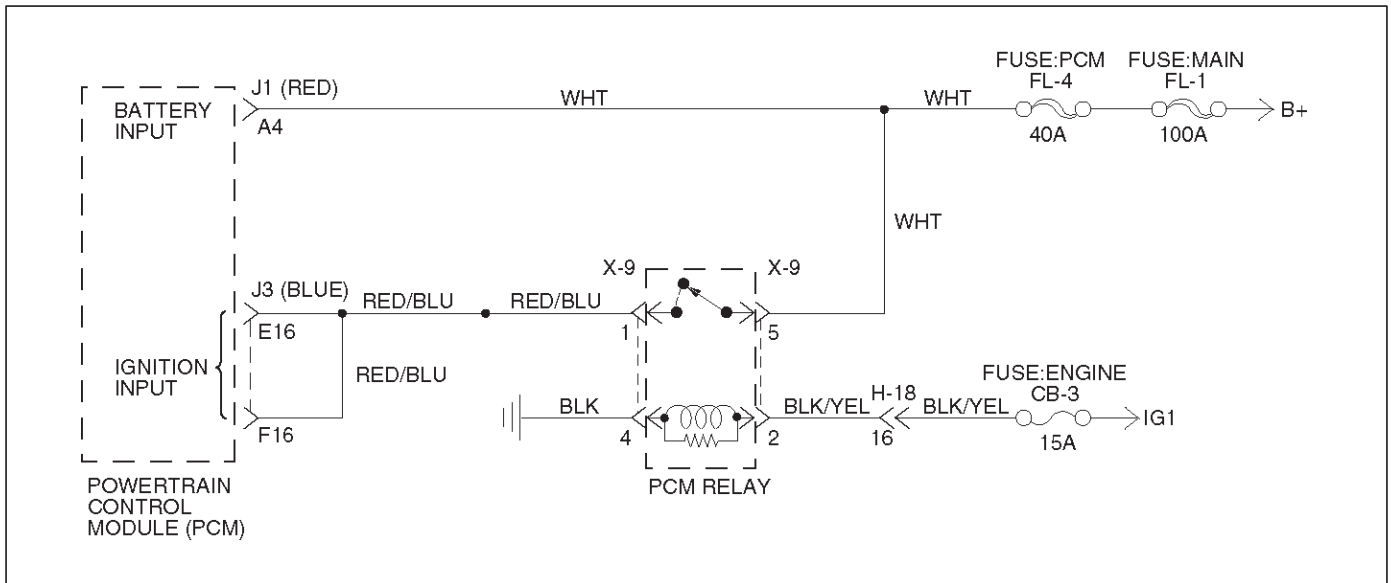 FUSE:PCM
FL-4
FUSE:MAIN
FL-1
J1 (RED)
BATTERY
INPUT
A4
WHT
WHT
40A
100A
B+
WHT
X-9
X-9
J3 (BLUE)
RED/BLU
RED/BLU
E16
1
5
IGNITION
INPUT
RED/BLU
FUSE:ENGINE
CB-3
F16
BLK
4
2
BLK/YEL
H-18
16
BLK/YEL
15A
IG1
PCM RELAY
POWERTRAIN
CONTROL
MODULE (PCM)